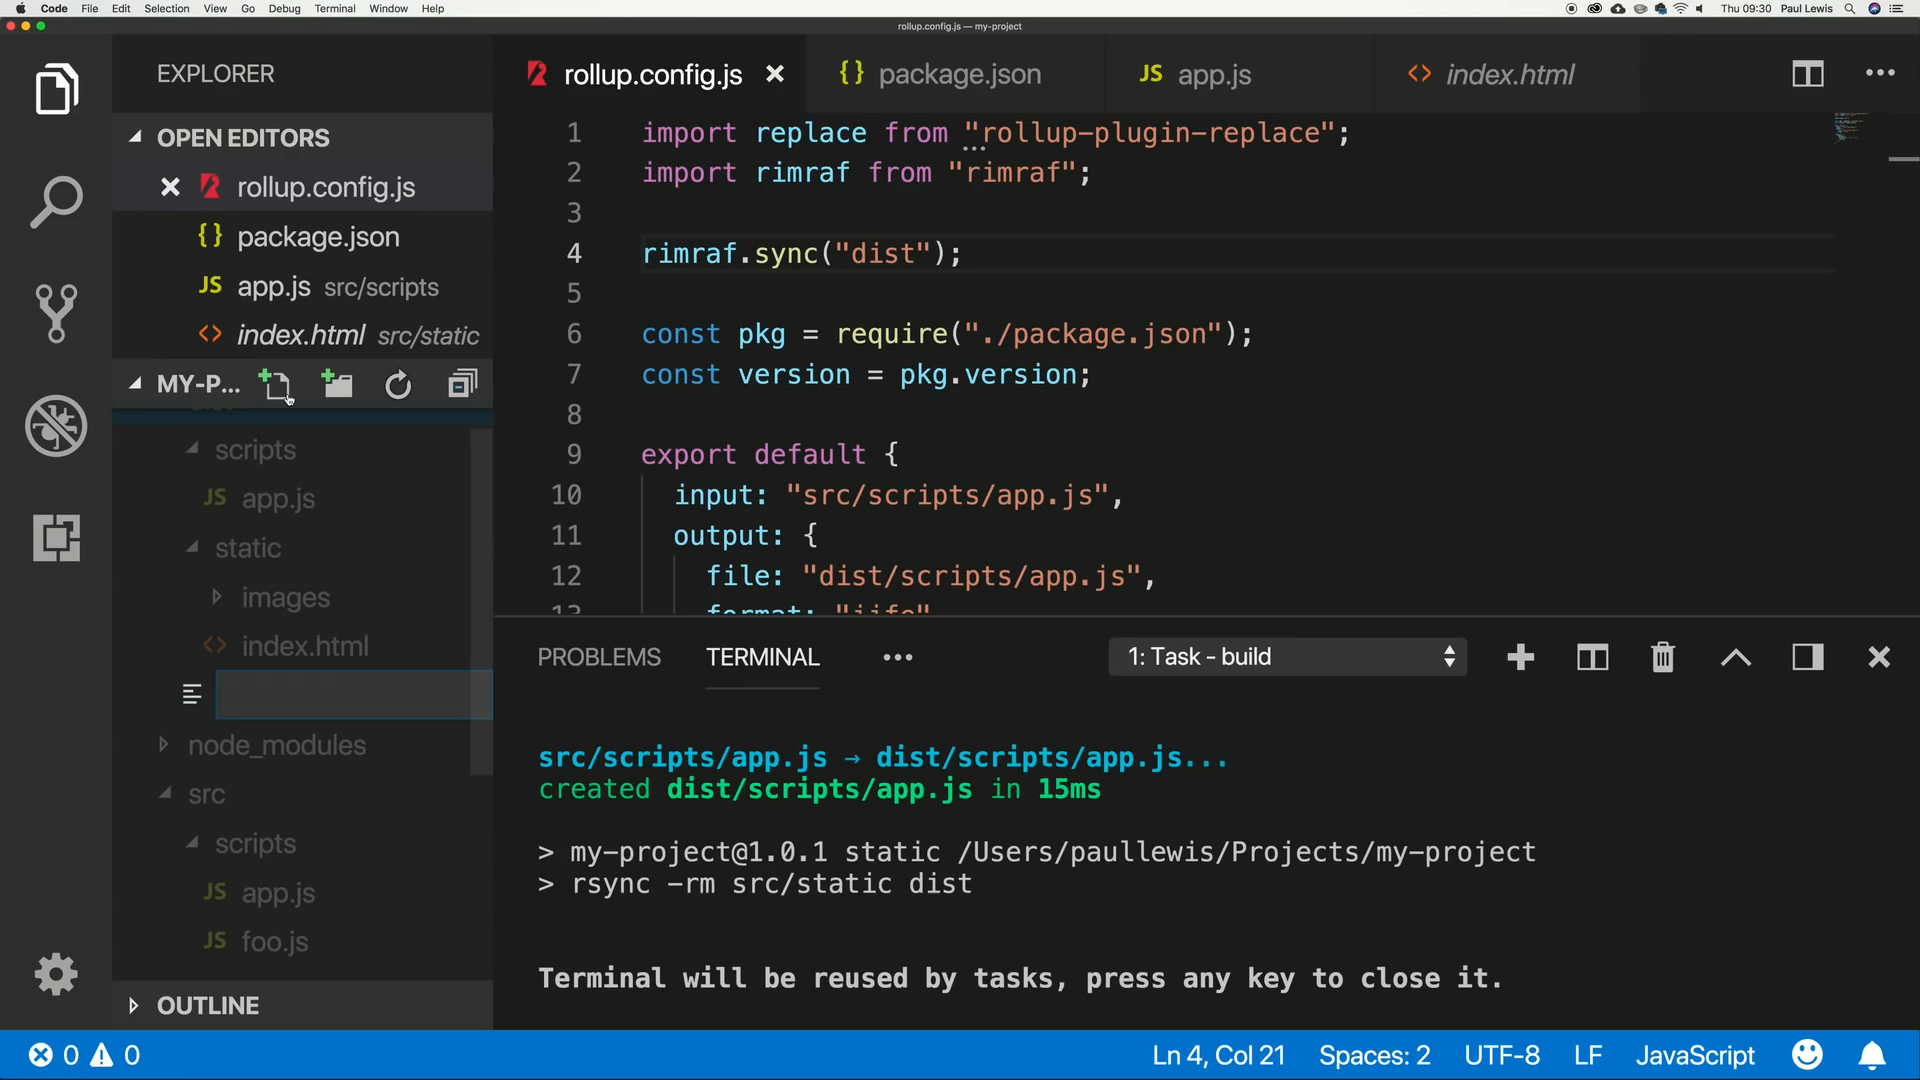 Code File Edit Selection View Go Debug Terminal Window Help Thu 09:30 Paul Lewis
rollup.config.js — my-project
EXPLORER
OPEN EDITORS
rollup.config.js
package.json
JS app.js src/scripts
index.html src/static
MY-P...
scripts
JS app.js
static
images
index.html
node_modules
src
scripts
JS app.js
JS foo.js
OUTLINE
rollup.config.js {} package.json JS app.js <> index.html
1 import replace from "rollup-plugin-replace";
2 import rimraf from "rimraf";
3
4 rimraf.sync("dist");
5
6 const pkg = require("./package.json");
7 const version = pkg.version;
8
9 export default {
10 input: "src/scripts/app.js",
11 output: {
12 file: "dist/scripts/app.js",
13 format: "iife"
PROBLEMS TERMINAL 1: Task - build
src/scripts/app.js → dist/scripts/app.js...
created dist/scripts/app.js in 15ms
> my-project@1.0.1 static /Users/paullewis/Projects/my-project
> rsync -rm src/static dist
Terminal will be reused by tasks, press any key to close it.
0 0 Ln 4, Col 21 Spaces: 2 UTF-8 LF JavaScript